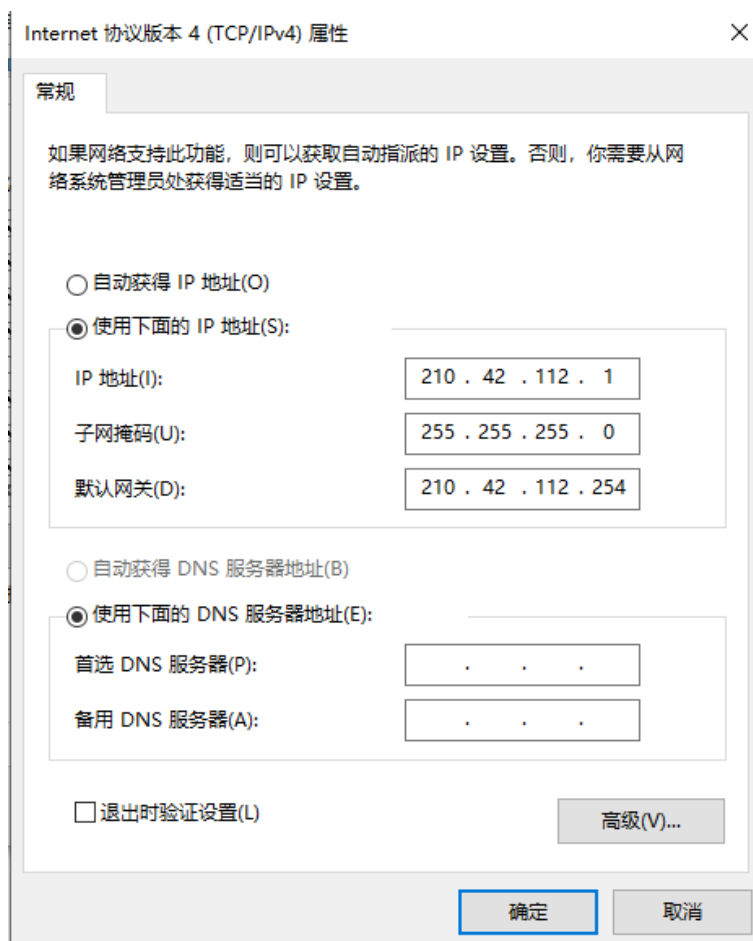 Internet 协议版本 4 (TCP/IPv4) 属性
常规
如果网络支持此功能，则可以获取自动指派的 IP 设置。否则，你需要从网
络系统管理员处获得适当的 IP 设置。
自动获得 IP 地址(O)
使用下面的 IP 地址(S):
IP 地址(I):
210 . 42 . 112 . 1
子网掩码(U):
255 . 255 . 255 . 0
默认网关(D):
210 . 42 . 112 . 254
自动获得 DNS 服务器地址(B)
使用下面的 DNS 服务器地址(E):
首选 DNS 服务器(P):
. . .
备用 DNS 服务器(A):
. . .
退出时验证设置(L)
高级(V)...
确定
取消